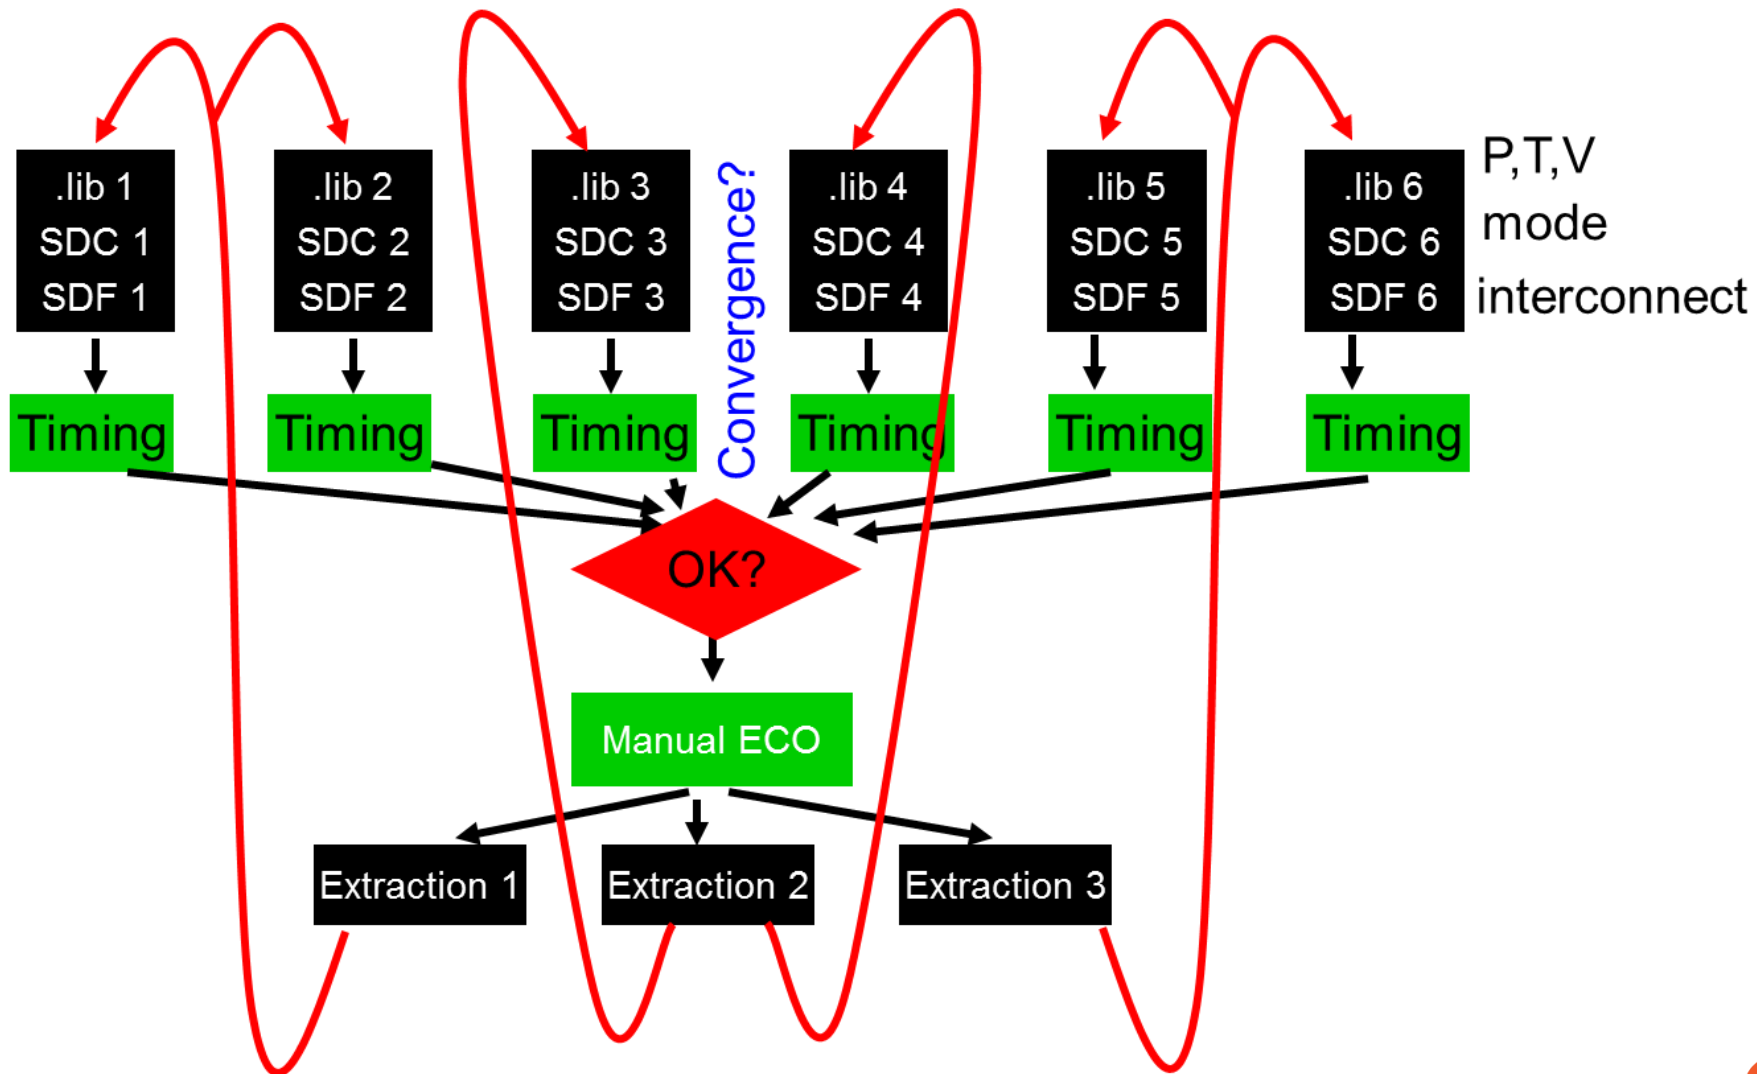 .lib 1
SDC 1
SDF 1
.lib 2
SDC 2
SDF 2
.lib 3
SDC 3
SDF 3
Convergence?
.lib 4
SDC 4
SDF 4
.lib 5
SDC 5
SDF 5
.lib 6
SDC 6
SDF 6
P,T,V
mode
interconnect
Timing
Timing
Timing
Timing
Timing
Timing
OK?
Manual ECO
Extraction 1
Extraction 2
Extraction 3